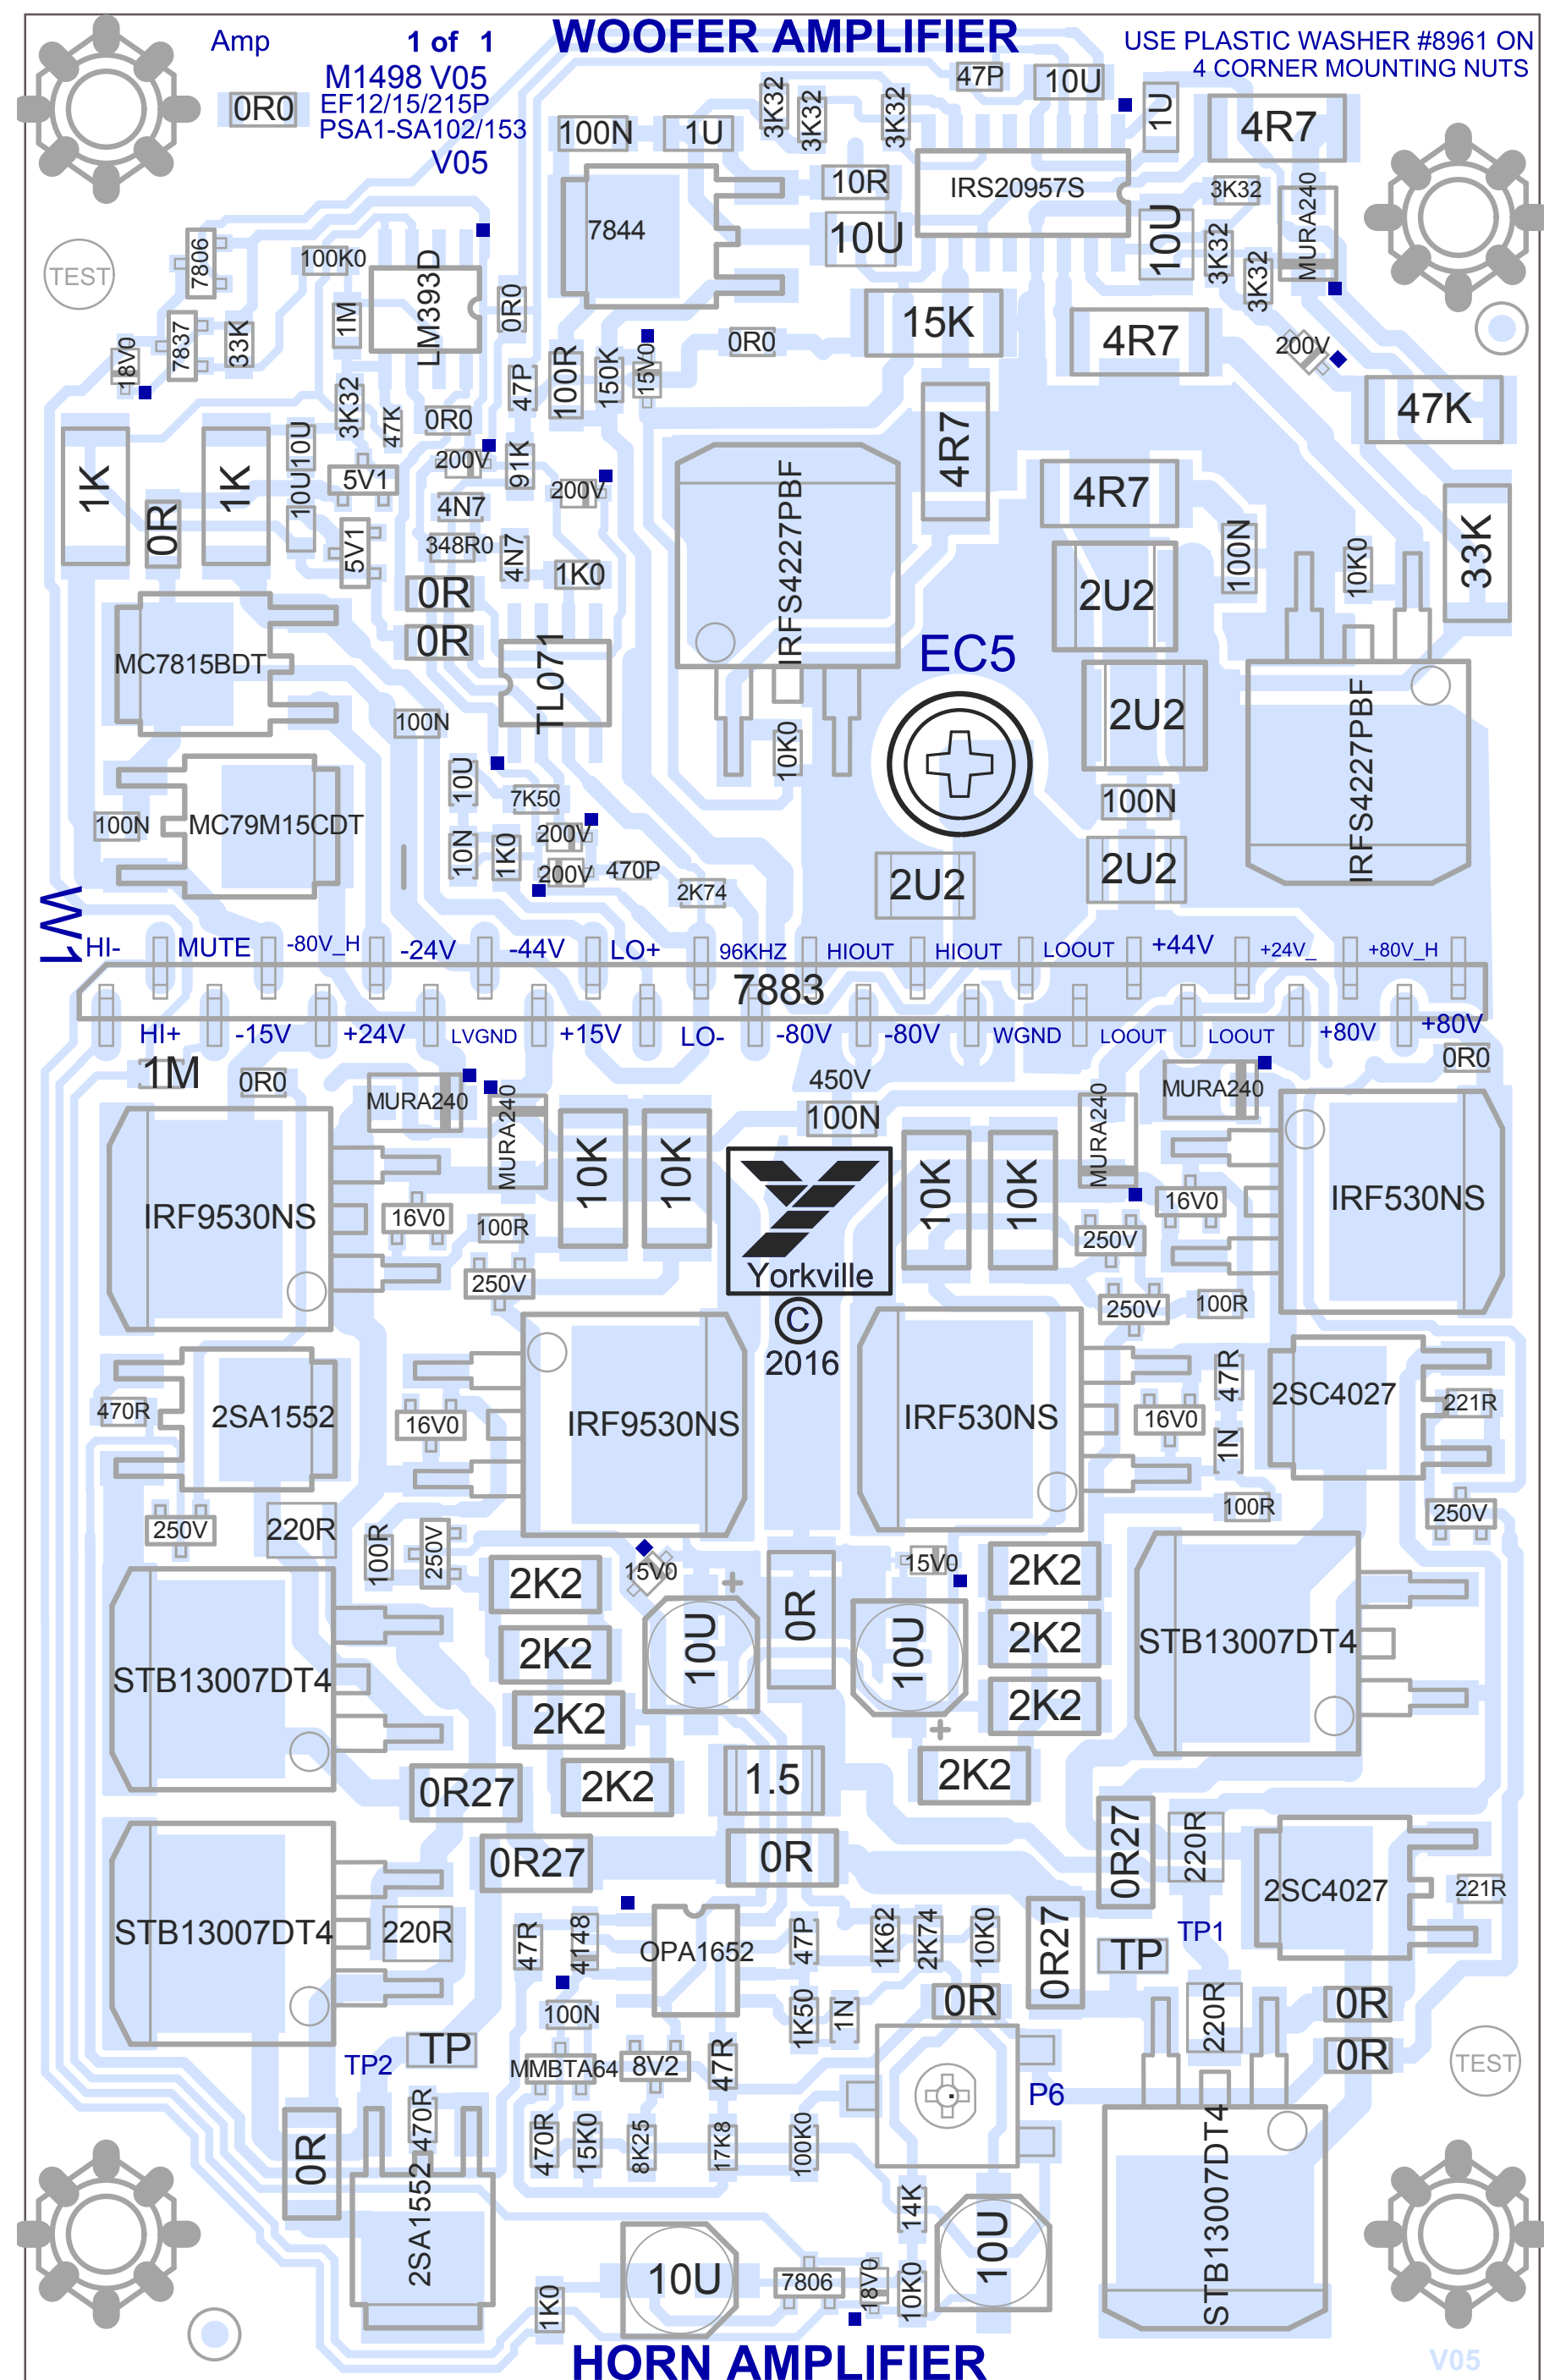 Amp
1 of 1
WOOFER AMPLIFIER
USE PLASTIC WASHER #8961 ON
4 CORNER MOUNTING NUTS
M1498 V05
EF12/15/215P
PSA1-SA102/153
V05
0R0
47P
10U
1U
4R7
100N
1U
3K32
3K32
3K32
10R
IRS20957S
3K32
MURA240
7844
10U
10U
3K32
3K32
TEST
7806
100K0
LM393D
0R0
1M
18V0
7837
33K
15V0
0R0
15K
4R7
200V
47K
3K32
47K
0R0
47P
100R
150K
4R7
1K
0R
1K
10U
10U
5V1
5V1
200V
91K
200V
4N7
348R0
4N7
1K0
0R
0R
IRFS4227PBF
4R7
2U2
100N
10K0
33K
EC5
MC7815BDT
100N
TL071
10K0
2U2
IRFS4227PBF
100N
MC79M15CDT
10U
7K50
10N
1K0
200V
200V
470P
2K74
100N
2U2
2U2
W1
HI-
MUTE
-80V_H
-24V
-44V
LO+
96KHZ
HIOUT
HIOUT
LOOUT
+44V
+24V_
+80V_H
7883
HI+
-15V
+24V
LVGND
+15V
LO-
-80V
-80V
WGND
LOOUT
LOOUT
+80V
+80V
1M
0R0
MURA240
MURA240
450V
100N
MURA240
MURA240
0R0
IRF9530NS
16V0
100R
250V
10K
10K
Yorkville
©
2016
10K
10K
250V
16V0
250V
100R
IRF530NS
470R
2SA1552
16V0
IRF9530NS
IRF530NS
16V0
47R
1N
100R
2SC4027
221R
250V
220R
100R
250V
2K2
15V0
+
0R
15V0
2K2
250V
STB13007DT4
2K2
10U
10U
2K2
STB13007DT4
2K2
2K2
+
0R27
2K2
1.5
2K2
0R27
0R
0R27
220R
2SC4027
221R
STB13007DT4
220R
47R
4148
OPA1652
47P
1K62
2K74
10K0
0R27
TP
TP1
100N
1K50
1N
0R
220R
0R
0R
TP
TP2
MMBTA64
8V2
47R
P6
TEST
0R
470R
470R
15K0
8K25
17K8
100K0
STB13007DT4
2SA1552
14K
10U
10U
7806
18V0
10K0
1K0
HORN AMPLIFIER
V05